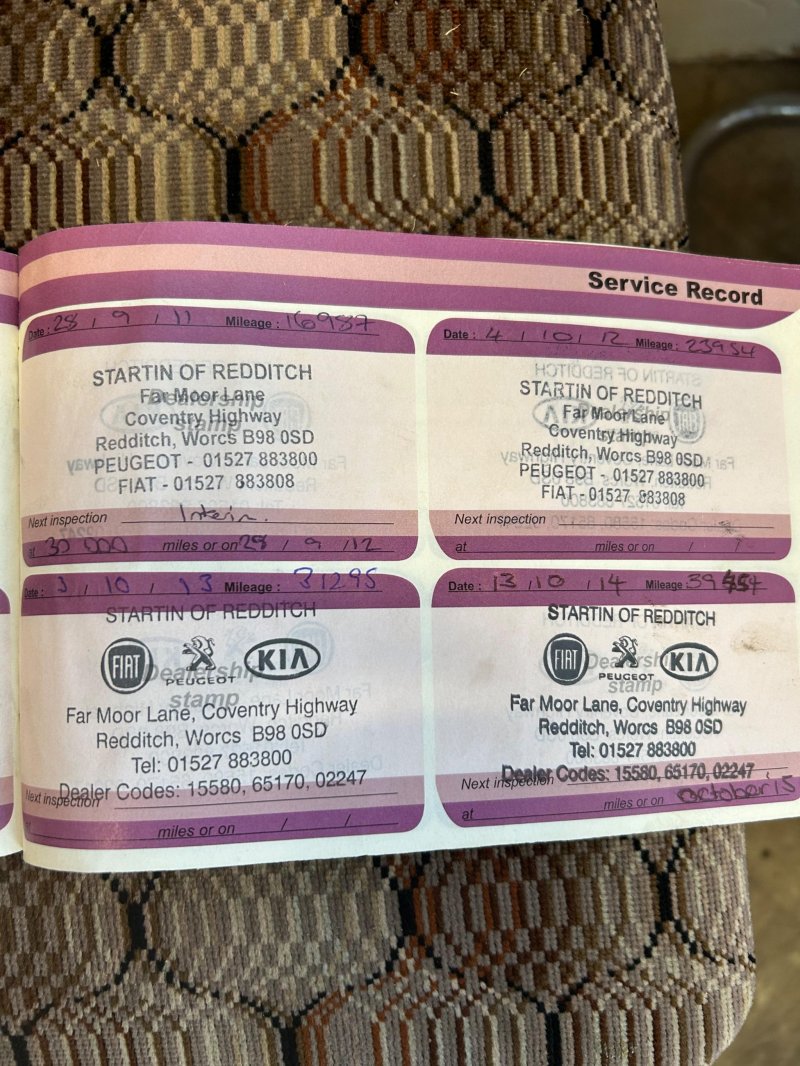 Service Record
Date : 28 / 9 / 11 Mileage : 16987
STARTIN OF REDDITCH
Far Moor Lane
Dealership
Coventry Highway
stamp
Redditch, Worcs B98 0SD
PEUGEOT - 01527 883800
FIAT - 01527 883808
Next inspection Interim.
at 30 000 miles or on 28 / 9 / 12
Date : 4 / 10 / 12 Mileage : 23954
STARTIN OF REDDITCH
Far Moor Lane
Coventry Highway
Redditch, Worcs B98 0SD
PEUGEOT - 01527 883800
FIAT - 01527 883808
Next inspection
at miles or on / /
Date : 3 / 10 / 13 Mileage : 31295
STARTIN OF REDDITCH
FIAT PEUGEOT KIA
Dealership
stamp
Far Moor Lane, Coventry Highway
Redditch, Worcs B98 0SD
Tel: 01527 883800
Dealer Codes: 15580, 65170, 02247
Next inspection
at miles or on / /
Date : 13 / 10 / 14 Mileage
STARTIN OF REDDITCH
FIAT PEUGEOT KIA
Dealership
stamp
Far Moor Lane, Coventry Highway
Redditch, Worcs B98 0SD
Tel: 01527 883800
Dealer Codes: 15580, 65170, 02247
Next inspection
at miles or on October 15